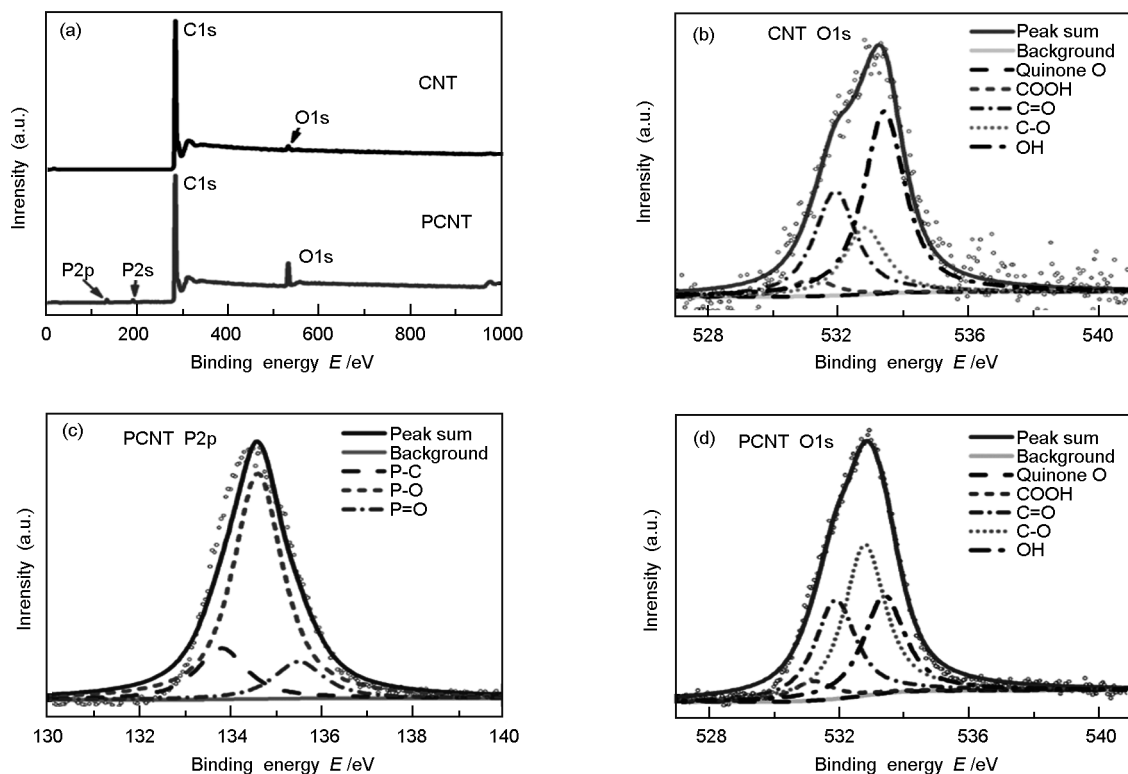 (a)
C1s
CNT
O1s
C1s
PCNT
O1s
P2p
P2s
Inrensity (a.u.)
0 200 400 600 800 1000
Binding energy E /eV
(b)
CNT O1s
Peak sum
Background
Quinone O
COOH
C=O
C-O
OH
Inrensity (a.u.)
528 532 536 540
Binding energy E /eV
(c)
PCNT P2p
Peak sum
Background
P-C
P-O
P=O
Inrensity (a.u.)
130 132 134 136 138 140
Binding energy E /eV
(d)
PCNT O1s
Peak sum
Background
Quinone O
COOH
C=O
C-O
OH
Inrensity (a.u.)
528 532 536 540
Binding energy E /eV